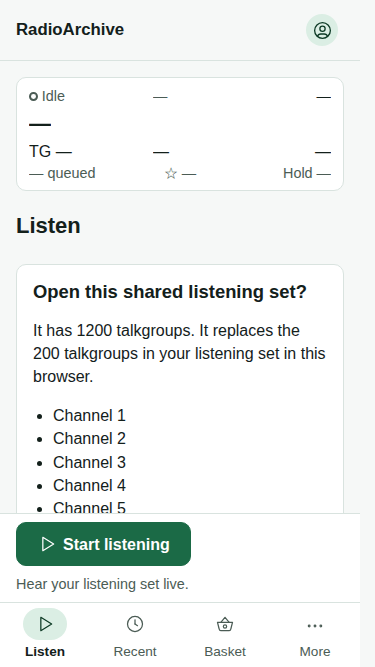 RadioArchive
Idle — —
—
TG — — —
— queued ☆ — Hold —
Listen
Open this shared listening set?
It has 1200 talkgroups. It replaces the
200 talkgroups in your listening set in this
browser.
• Channel 1
• Channel 2
• Channel 3
• Channel 4
• Channel 5
Start listening
Hear your listening set live.
Listen Recent Basket More